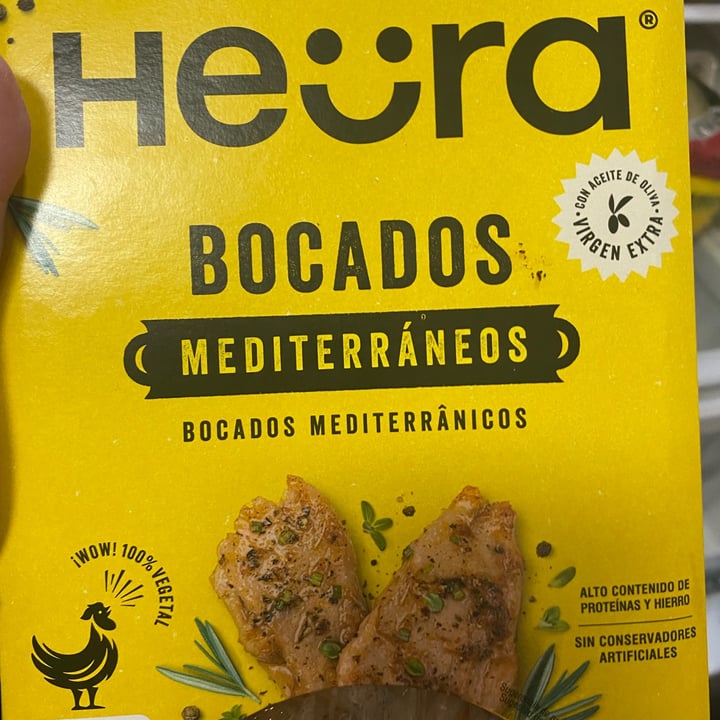 Heüra®
CON ACEITE DE OLIVA
VIRGEN EXTRA
BOCADOS
MEDITERRÁNEOS
BOCADOS MEDITERRÂNICOS
¡WOW! 100% VEGETAL
ALTO CONTENIDO DE
PROTEÍNAS Y HIERRO
SIN CONSERVADORES
ARTIFICIALES